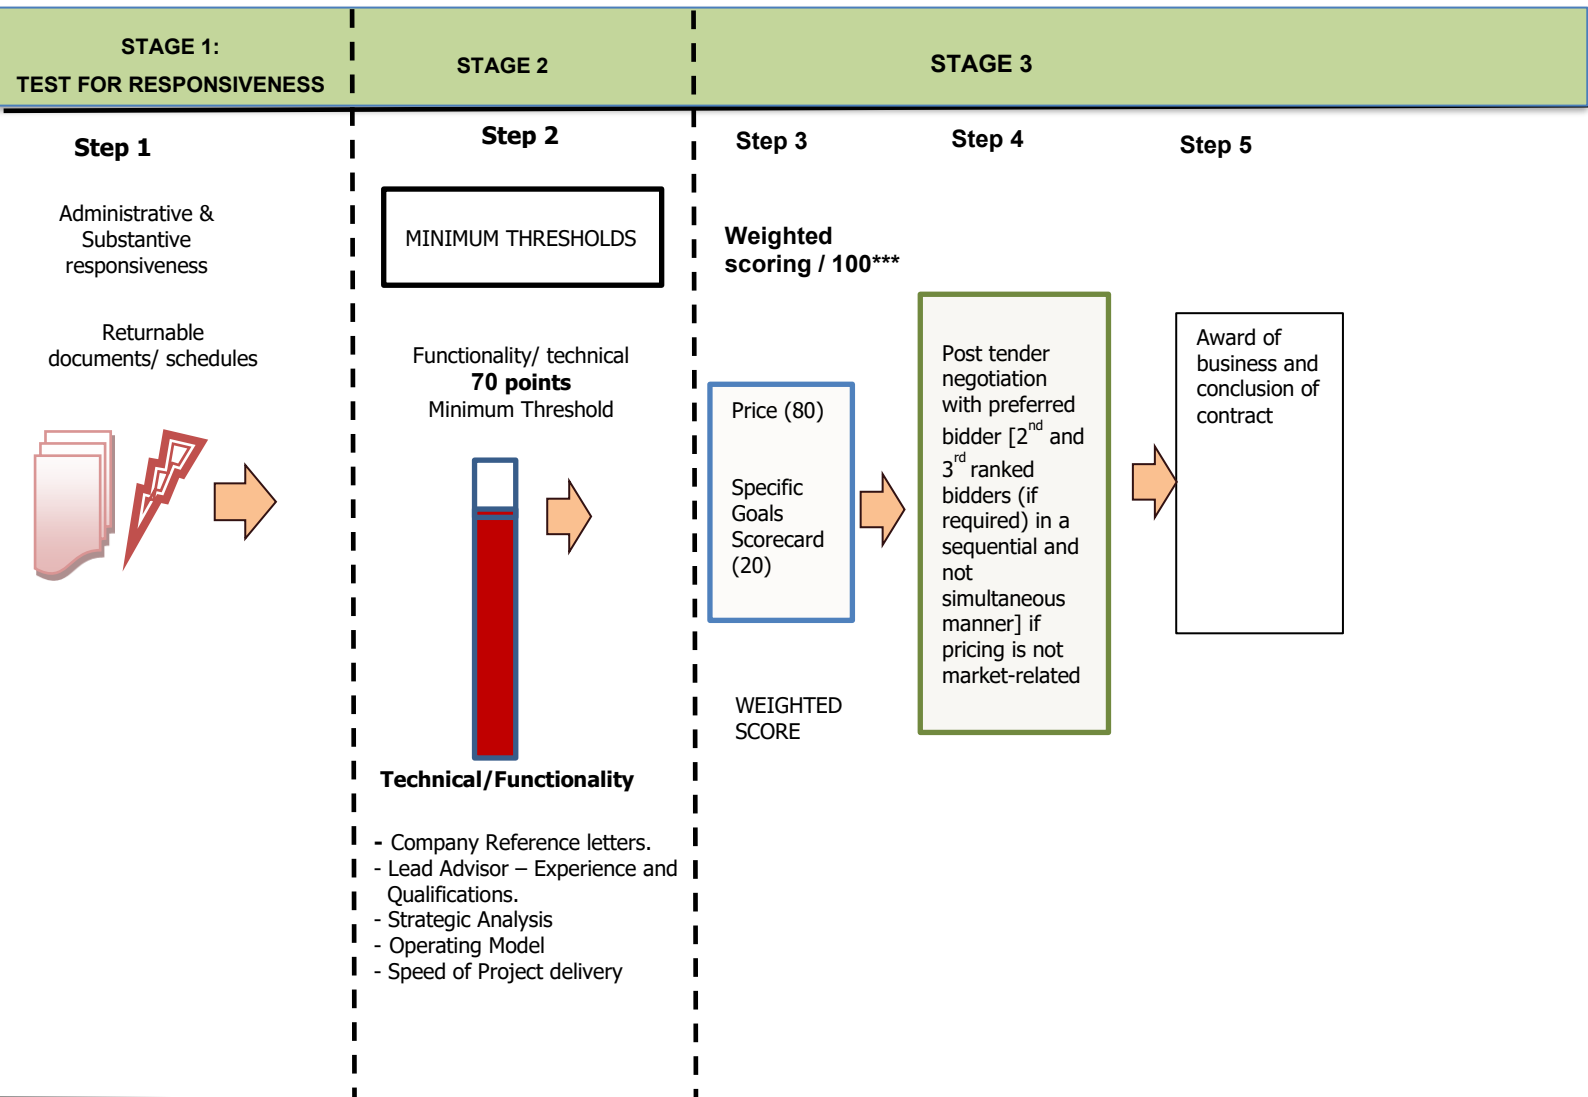 STAGE 1:
TEST FOR RESPONSIVENESS
STAGE 2
STAGE 3
Step 1
Administrative &
Substantive
responsiveness
Returnable
documents/ schedules
Step 2
MINIMUM THRESHOLDS
Functionality/ technical
70 points
Minimum Threshold
Technical/Functionality
- Company Reference letters.
- Lead Advisor – Experience and
Qualifications.
- Strategic Analysis
- Operating Model
- Speed of Project delivery
Step 3
Weighted
scoring / 100***
Price (80)
Specific
Goals
Scorecard
(20)
WEIGHTED
SCORE
Step 4
Post tender
negotiation
with preferred
bidder [2nd and
3rd ranked
bidders (if
required) in a
sequential and
not
simultaneous
manner] if
pricing is not
market-related
Step 5
Award of
business and
conclusion of
contract